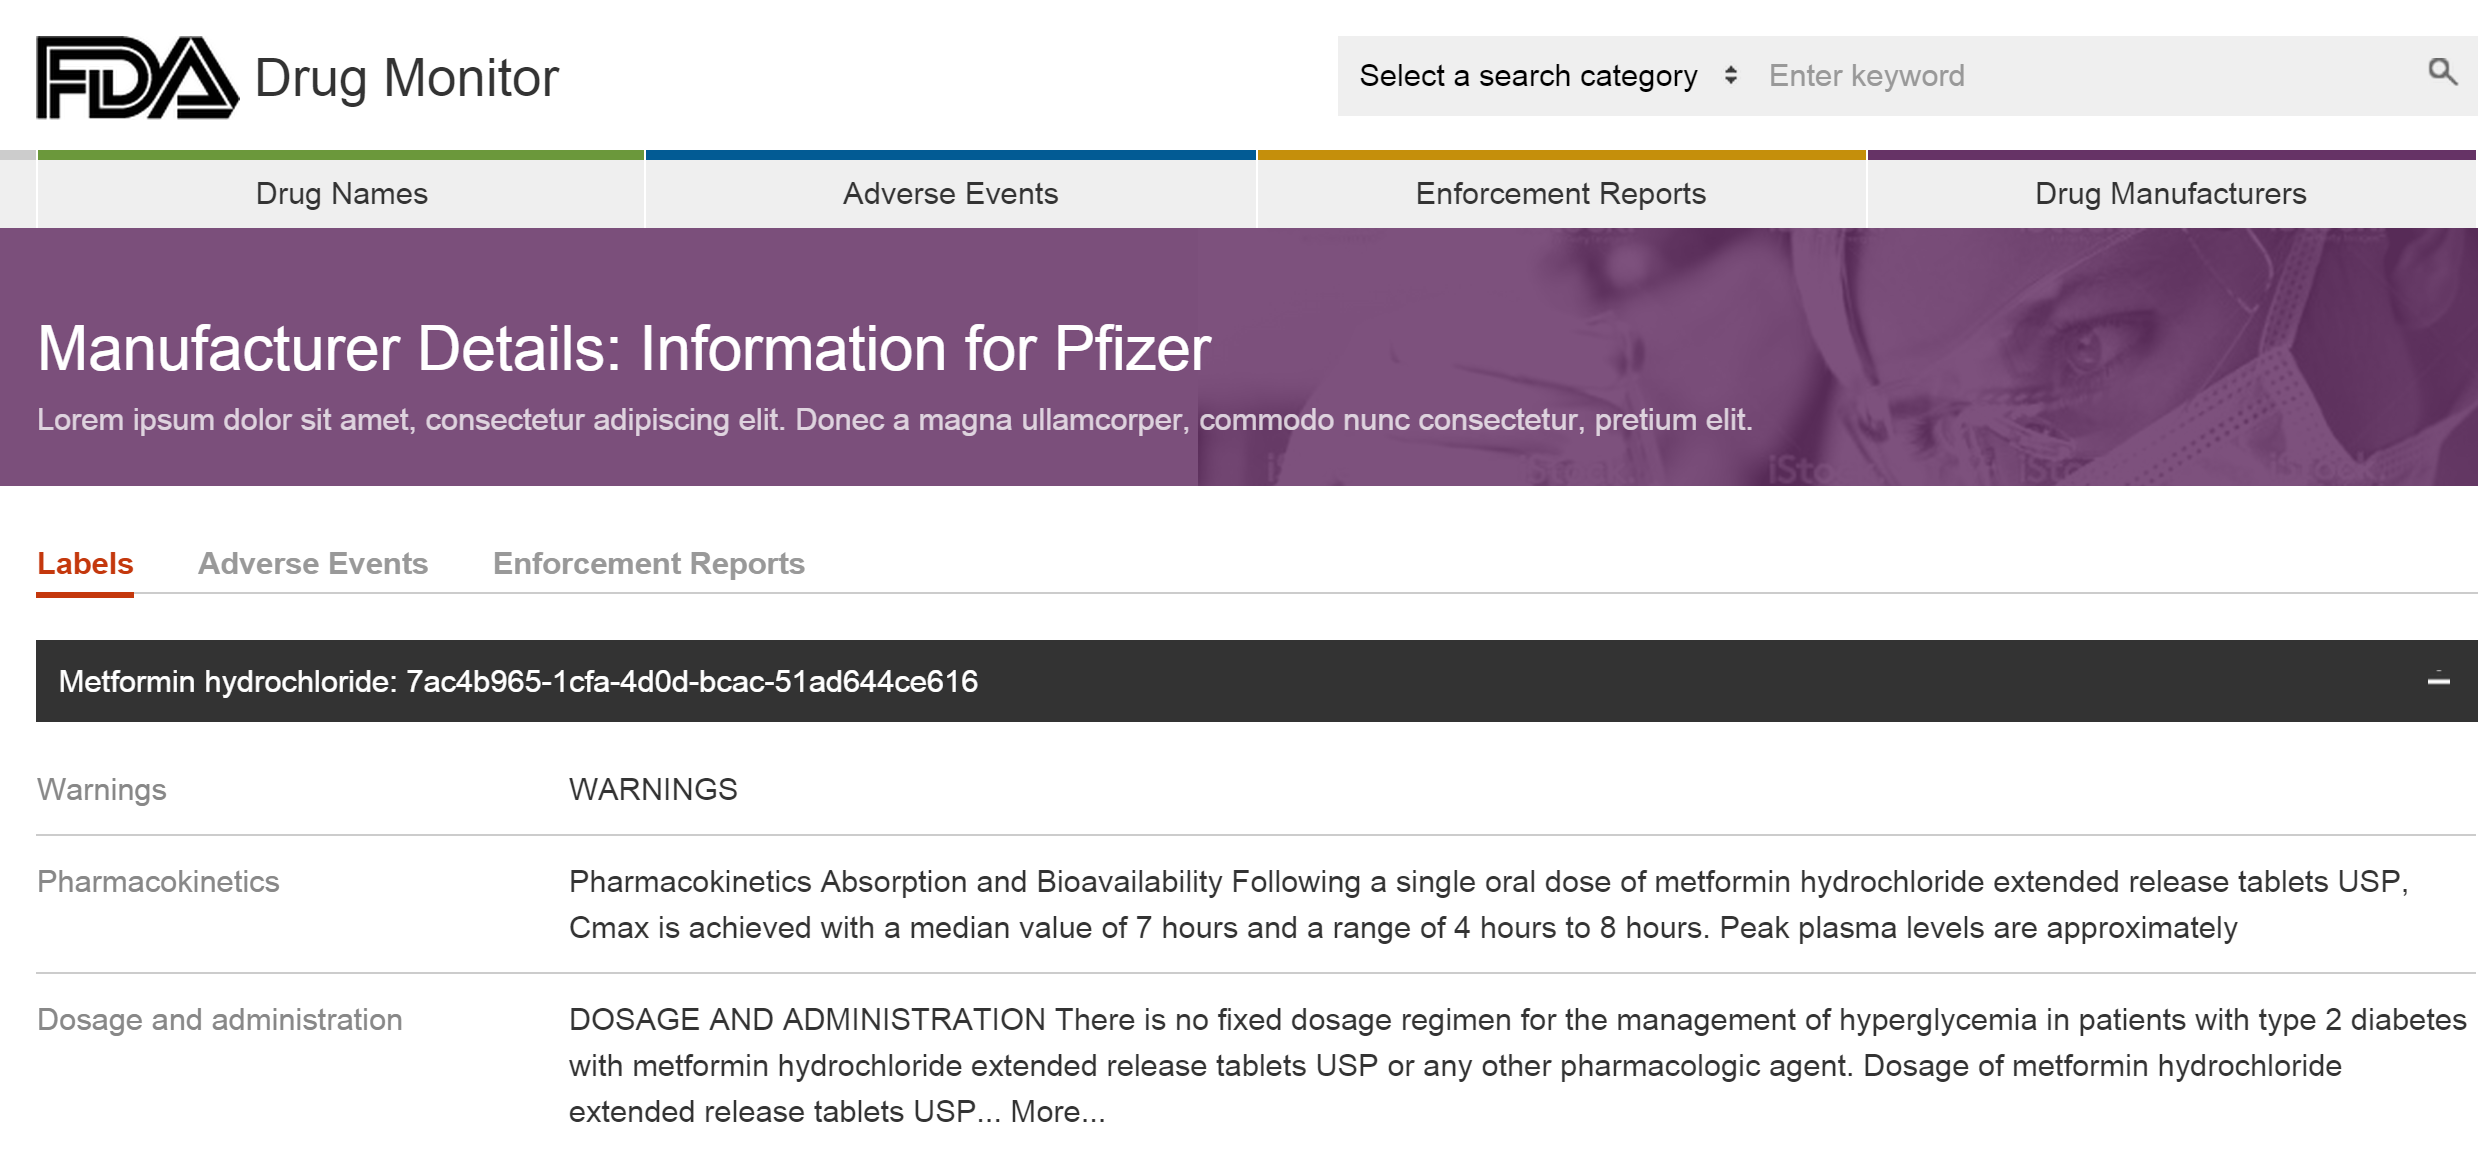 FDA Drug Monitor
Select a search category
Enter keyword
Drug Names
Adverse Events
Enforcement Reports
Drug Manufacturers
Manufacturer Details: Information for Pfizer
Lorem ipsum dolor sit amet, consectetur adipiscing elit. Donec a magna ullamcorper, commodo nunc consectetur, pretium elit.
iStock
Labels
Adverse Events
Enforcement Reports
Metformin hydrochloride: 7ac4b965-1cfa-4d0d-bcac-51ad644ce616
Warnings
WARNINGS
Pharmacokinetics
Pharmacokinetics Absorption and Bioavailability Following a single oral dose of metformin hydrochloride extended release tablets USP,
Cmax is achieved with a median value of 7 hours and a range of 4 hours to 8 hours. Peak plasma levels are approximately
Dosage and administration
DOSAGE AND ADMINISTRATION There is no fixed dosage regimen for the management of hyperglycemia in patients with type 2 diabetes
with metformin hydrochloride extended release tablets USP or any other pharmacologic agent. Dosage of metformin hydrochloride
extended release tablets USP... More...